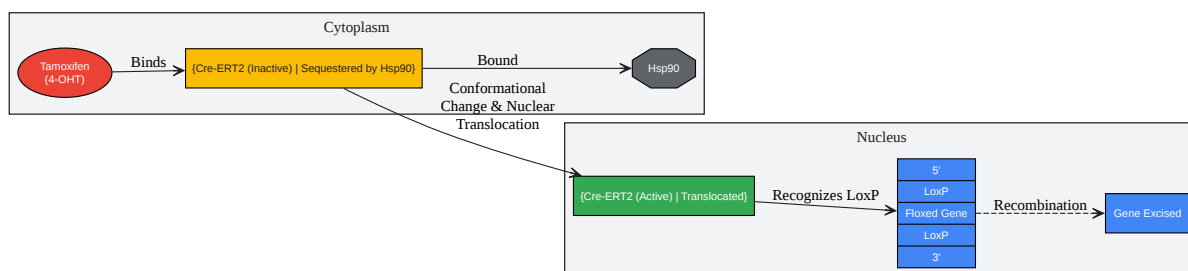 Cytoplasm
Tamoxifen
(4-OHT)
Binds
{Cre-ERT2 (Inactive) | Sequestered by Hsp90}
Bound
Hsp90
Conformational
Change & Nuclear
Translocation
Nucleus
{Cre-ERT2 (Active) | Translocated}
Recognizes LoxP
5'
LoxP
Floxed Gene
LoxP
3'
Recombination
Gene Excised